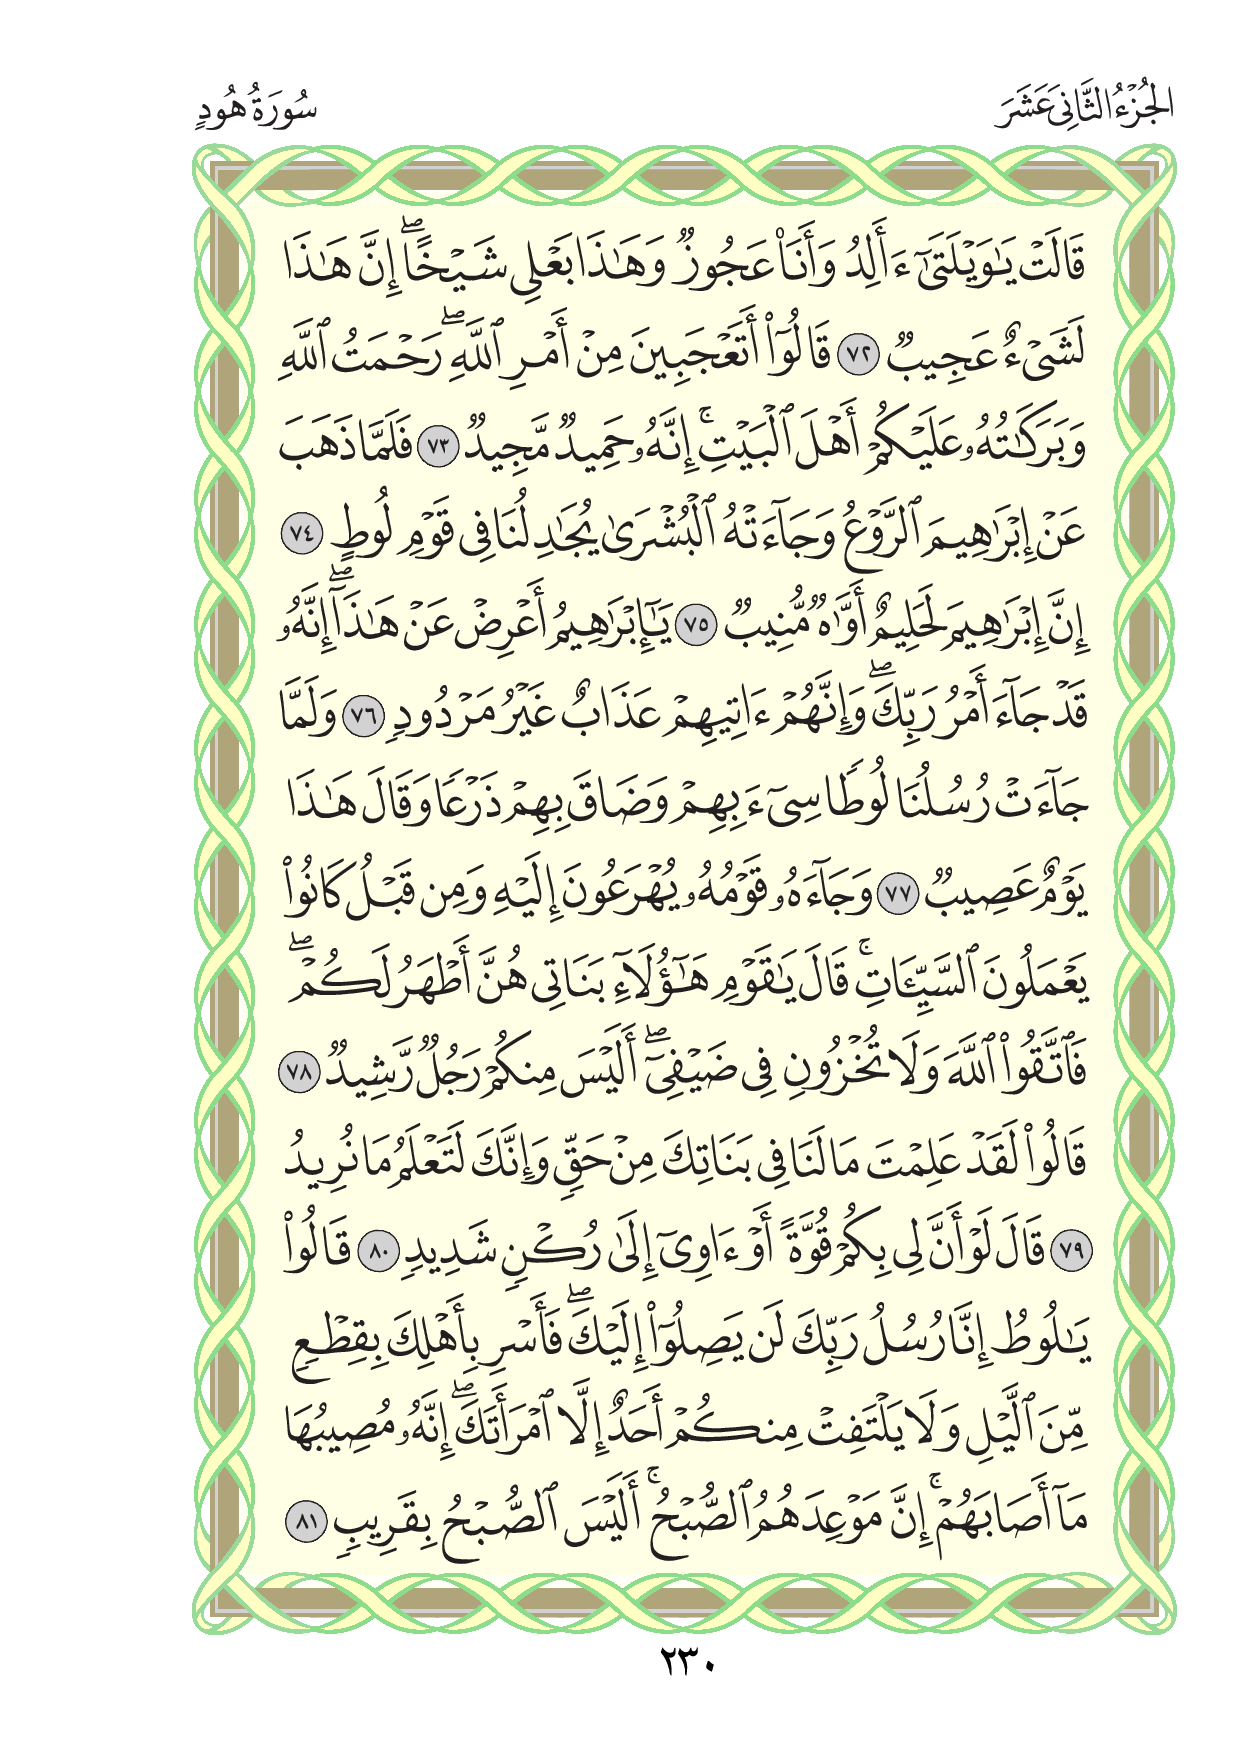 الجُزْءُ الثَّانِي عَشَرَ
سُورَةُ هُودٍ
قَالَتْ يَٰوَيْلَتَىٰٓ ءَأَلِدُ وَأَنَا۠ عَجُوزٌ وَهَٰذَا بَعْلِى شَيْخًا ۖ إِنَّ هَٰذَا
لَشَىْءٌ عَجِيبٌ ٧٢ قَالُوٓا۟ أَتَعْجَبِينَ مِنْ أَمْرِ ٱللَّهِ ۖ رَحْمَتُ ٱللَّهِ
وَبَرَكَٰتُهُۥ عَلَيْكُمْ أَهْلَ ٱلْبَيْتِ ۚ إِنَّهُۥ حَمِيدٌ مَّجِيدٌ ٧٣ فَلَمَّا ذَهَبَ
عَنْ إِبْرَٰهِيمَ ٱلرَّوْعُ وَجَآءَتْهُ ٱلْبُشْرَىٰ يُجَٰدِلُنَا فِى قَوْمِ لُوطٍ ٧٤
إِنَّ إِبْرَٰهِيمَ لَحَلِيمٌ أَوَّٰهٌ مُّنِيبٌ ٧٥ يَٰٓإِبْرَٰهِيمُ أَعْرِضْ عَنْ هَٰذَآ ۖ إِنَّهُۥ
قَدْ جَآءَ أَمْرُ رَبِّكَ ۖ وَإِنَّهُمْ ءَاتِيهِمْ عَذَابٌ غَيْرُ مَرْدُودٍ ٧٦ وَلَمَّا
جَآءَتْ رُسُلُنَا لُوطًا سِىٓءَ بِهِمْ وَضَاقَ بِهِمْ ذَرْعًا وَقَالَ هَٰذَا
يَوْمٌ عَصِيبٌ ٧٧ وَجَآءَهُۥ قَوْمُهُۥ يُهْرَعُونَ إِلَيْهِ وَمِن قَبْلُ كَانُوا۟
يَعْمَلُونَ ٱلسَّيِّـَٔاتِ ۚ قَالَ يَٰقَوْمِ هَٰٓؤُلَآءِ بَنَاتِى هُنَّ أَطْهَرُ لَكُمْ ۖ
فَٱتَّقُوا۟ ٱللَّهَ وَلَا تُخْزُونِ فِى ضَيْفِىٓ ۖ أَلَيْسَ مِنكُمْ رَجُلٌ رَّشِيدٌ ٧٨
قَالُوا۟ لَقَدْ عَلِمْتَ مَا لَنَا فِى بَنَاتِكَ مِنْ حَقٍّ وَإِنَّكَ لَتَعْلَمُ مَا نُرِيدُ
٧٩ قَالَ لَوْ أَنَّ لِى بِكُمْ قُوَّةً أَوْ ءَاوِىٓ إِلَىٰ رُكْنٍ شَدِيدٍ ٨٠ قَالُوا۟
يَٰلُوطُ إِنَّا رُسُلُ رَبِّكَ لَن يَصِلُوٓا۟ إِلَيْكَ ۖ فَأَسْرِ بِأَهْلِكَ بِقِطْعٍ
مِّنَ ٱلَّيْلِ وَلَا يَلْتَفِتْ مِنكُمْ أَحَدٌ إِلَّا ٱمْرَأَتَكَ ۖ إِنَّهُۥ مُصِيبُهَا
مَآ أَصَابَهُمْ ۚ إِنَّ مَوْعِدَهُمُ ٱلصُّبْحُ ۚ أَلَيْسَ ٱلصُّبْحُ بِقَرِيبٍ ٨١
٢٣٠